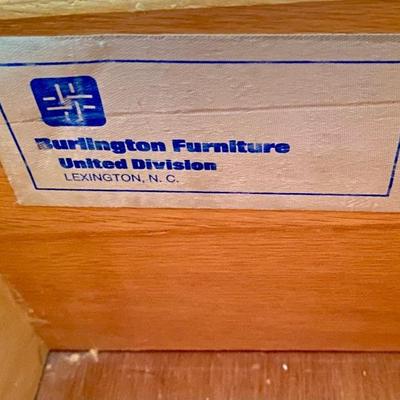 Burlington Furniture
United Division
LEXINGTON, N. C.